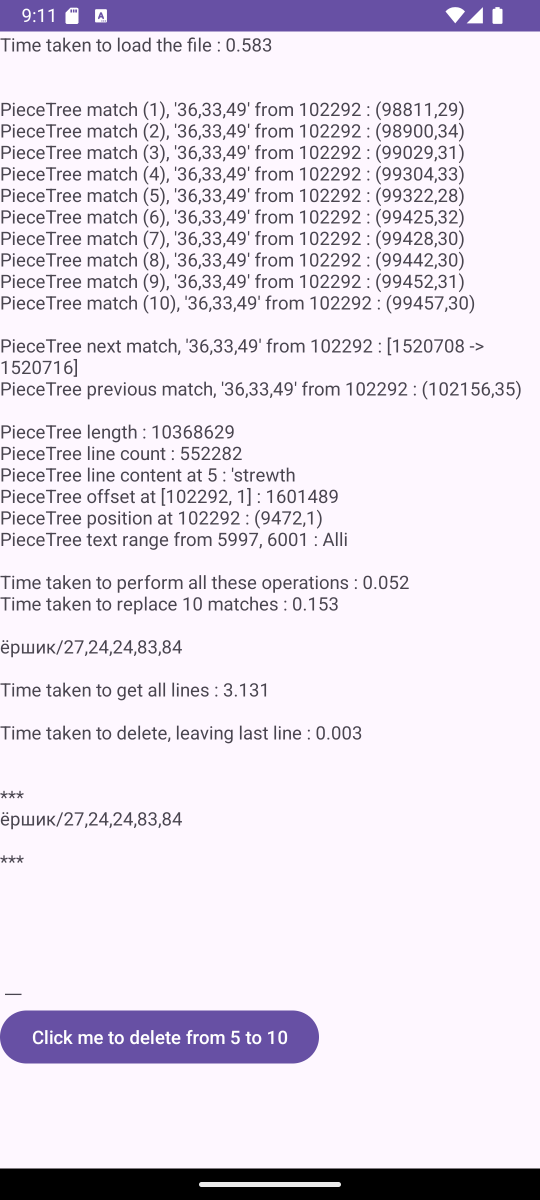 9:11
Time taken to load the file : 0.583
PieceTree match (1), '36,33,49' from 102292 : (98811,29)
PieceTree match (2), '36,33,49' from 102292 : (98900,34)
PieceTree match (3), '36,33,49' from 102292 : (99029,31)
PieceTree match (4), '36,33,49' from 102292 : (99304,33)
PieceTree match (5), '36,33,49' from 102292 : (99322,28)
PieceTree match (6), '36,33,49' from 102292 : (99425,32)
PieceTree match (7), '36,33,49' from 102292 : (99428,30)
PieceTree match (8), '36,33,49' from 102292 : (99442,30)
PieceTree match (9), '36,33,49' from 102292 : (99452,31)
PieceTree match (10), '36,33,49' from 102292 : (99457,30)
PieceTree next match, '36,33,49' from 102292 : [1520708 ->
1520716]
PieceTree previous match, '36,33,49' from 102292 : (102156,35)
PieceTree length : 10368629
PieceTree line count : 552282
PieceTree line content at 5 : 'strewth
PieceTree offset at [102292, 1] : 1601489
PieceTree position at 102292 : (9472,1)
PieceTree text range from 5997, 6001 : Alli
Time taken to perform all these operations : 0.052
Time taken to replace 10 matches : 0.153
ёршик/27,24,24,83,84
Time taken to get all lines : 3.131
Time taken to delete, leaving last line : 0.003
***
ёршик/27,24,24,83,84
***
__
Click me to delete from 5 to 10